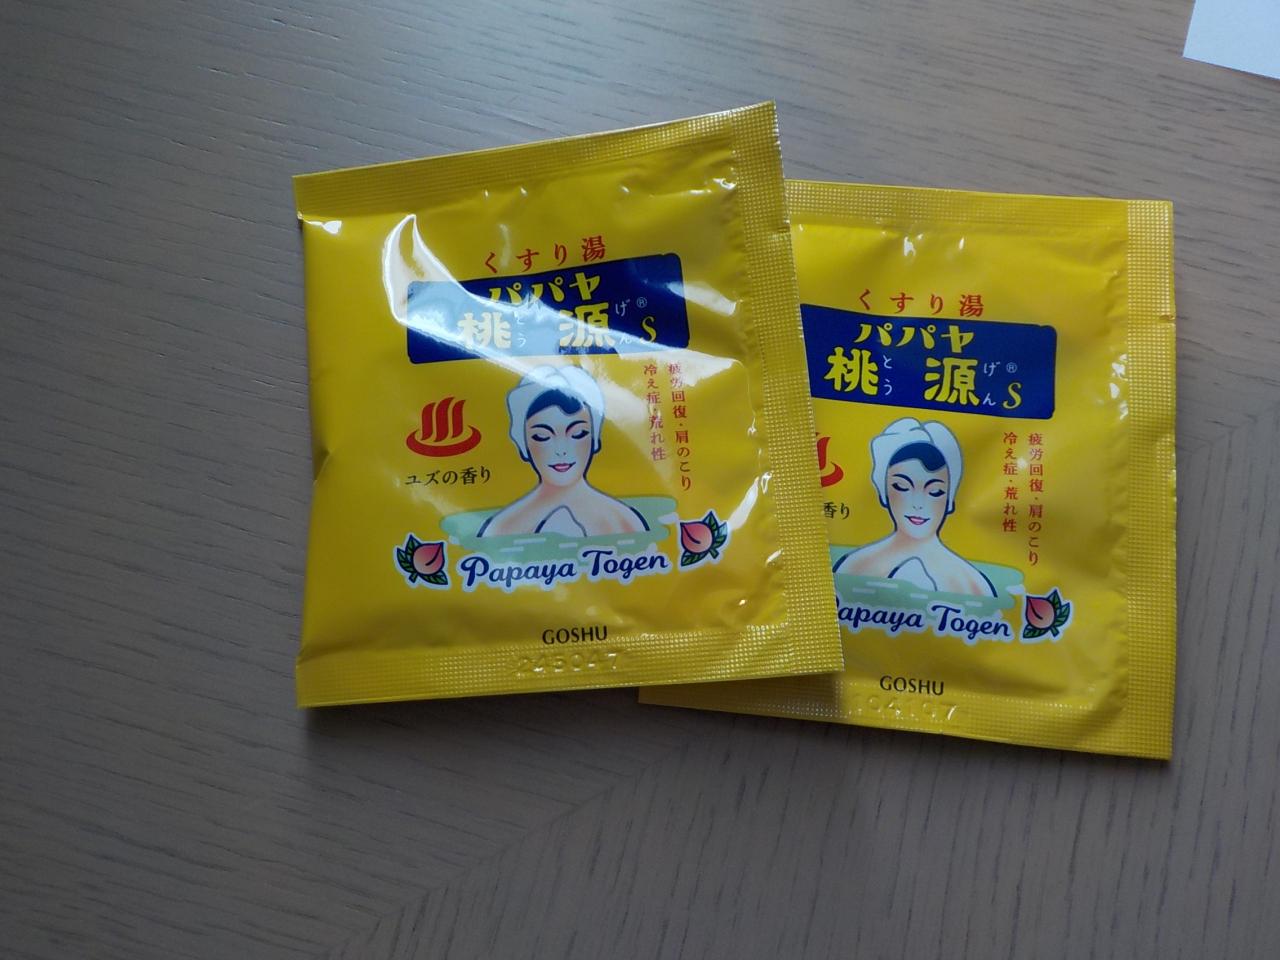 くすり湯
パパヤ
桃源®S
とう げん
疲労回復・肩のこり
冷え症・荒れ性
ユズの香り
Papaya Togen
GOSHU
245047
くすり湯
パパヤ
桃源®S
とう げん
疲労回復・肩のこり
冷え症・荒れ性
香り
apaya Togen
GOSHU